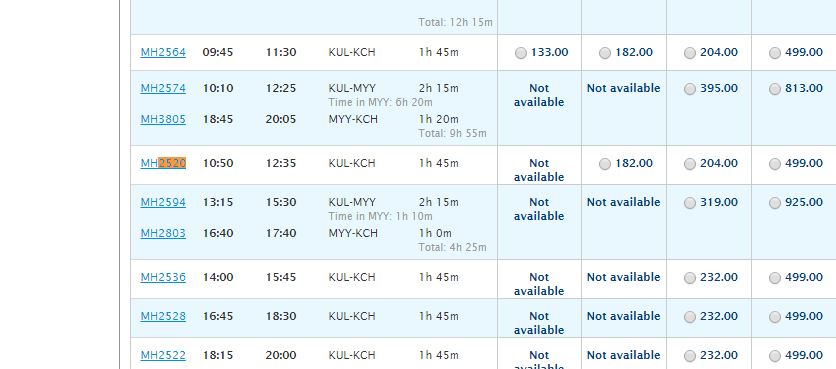 Total: 12h 15m
MH2564 09:45 11:30 KUL-KCH 1h 45m 133.00 182.00 204.00 499.00
MH2574 10:10 12:25 KUL-MYY 2h 15m Not available Not available 395.00 813.00
Time in MYY: 6h 20m
MH3805 18:45 20:05 MYY-KCH 1h 20m
Total: 9h 55m
MH2520 10:50 12:35 KUL-KCH 1h 45m Not available 182.00 204.00 499.00
MH2594 13:15 15:30 KUL-MYY 2h 15m Not available Not available 319.00 925.00
Time in MYY: 1h 10m
MH2803 16:40 17:40 MYY-KCH 1h 0m
Total: 4h 25m
MH2536 14:00 15:45 KUL-KCH 1h 45m Not available Not available 232.00 499.00
MH2528 16:45 18:30 KUL-KCH 1h 45m Not available Not available 232.00 499.00
MH2522 18:15 20:00 KUL-KCH 1h 45m Not available Not available 232.00 499.00